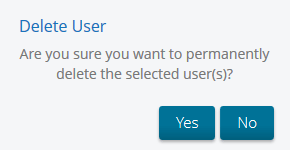 Delete User
Are you sure you want to permanently
delete the selected user(s)?
Yes No